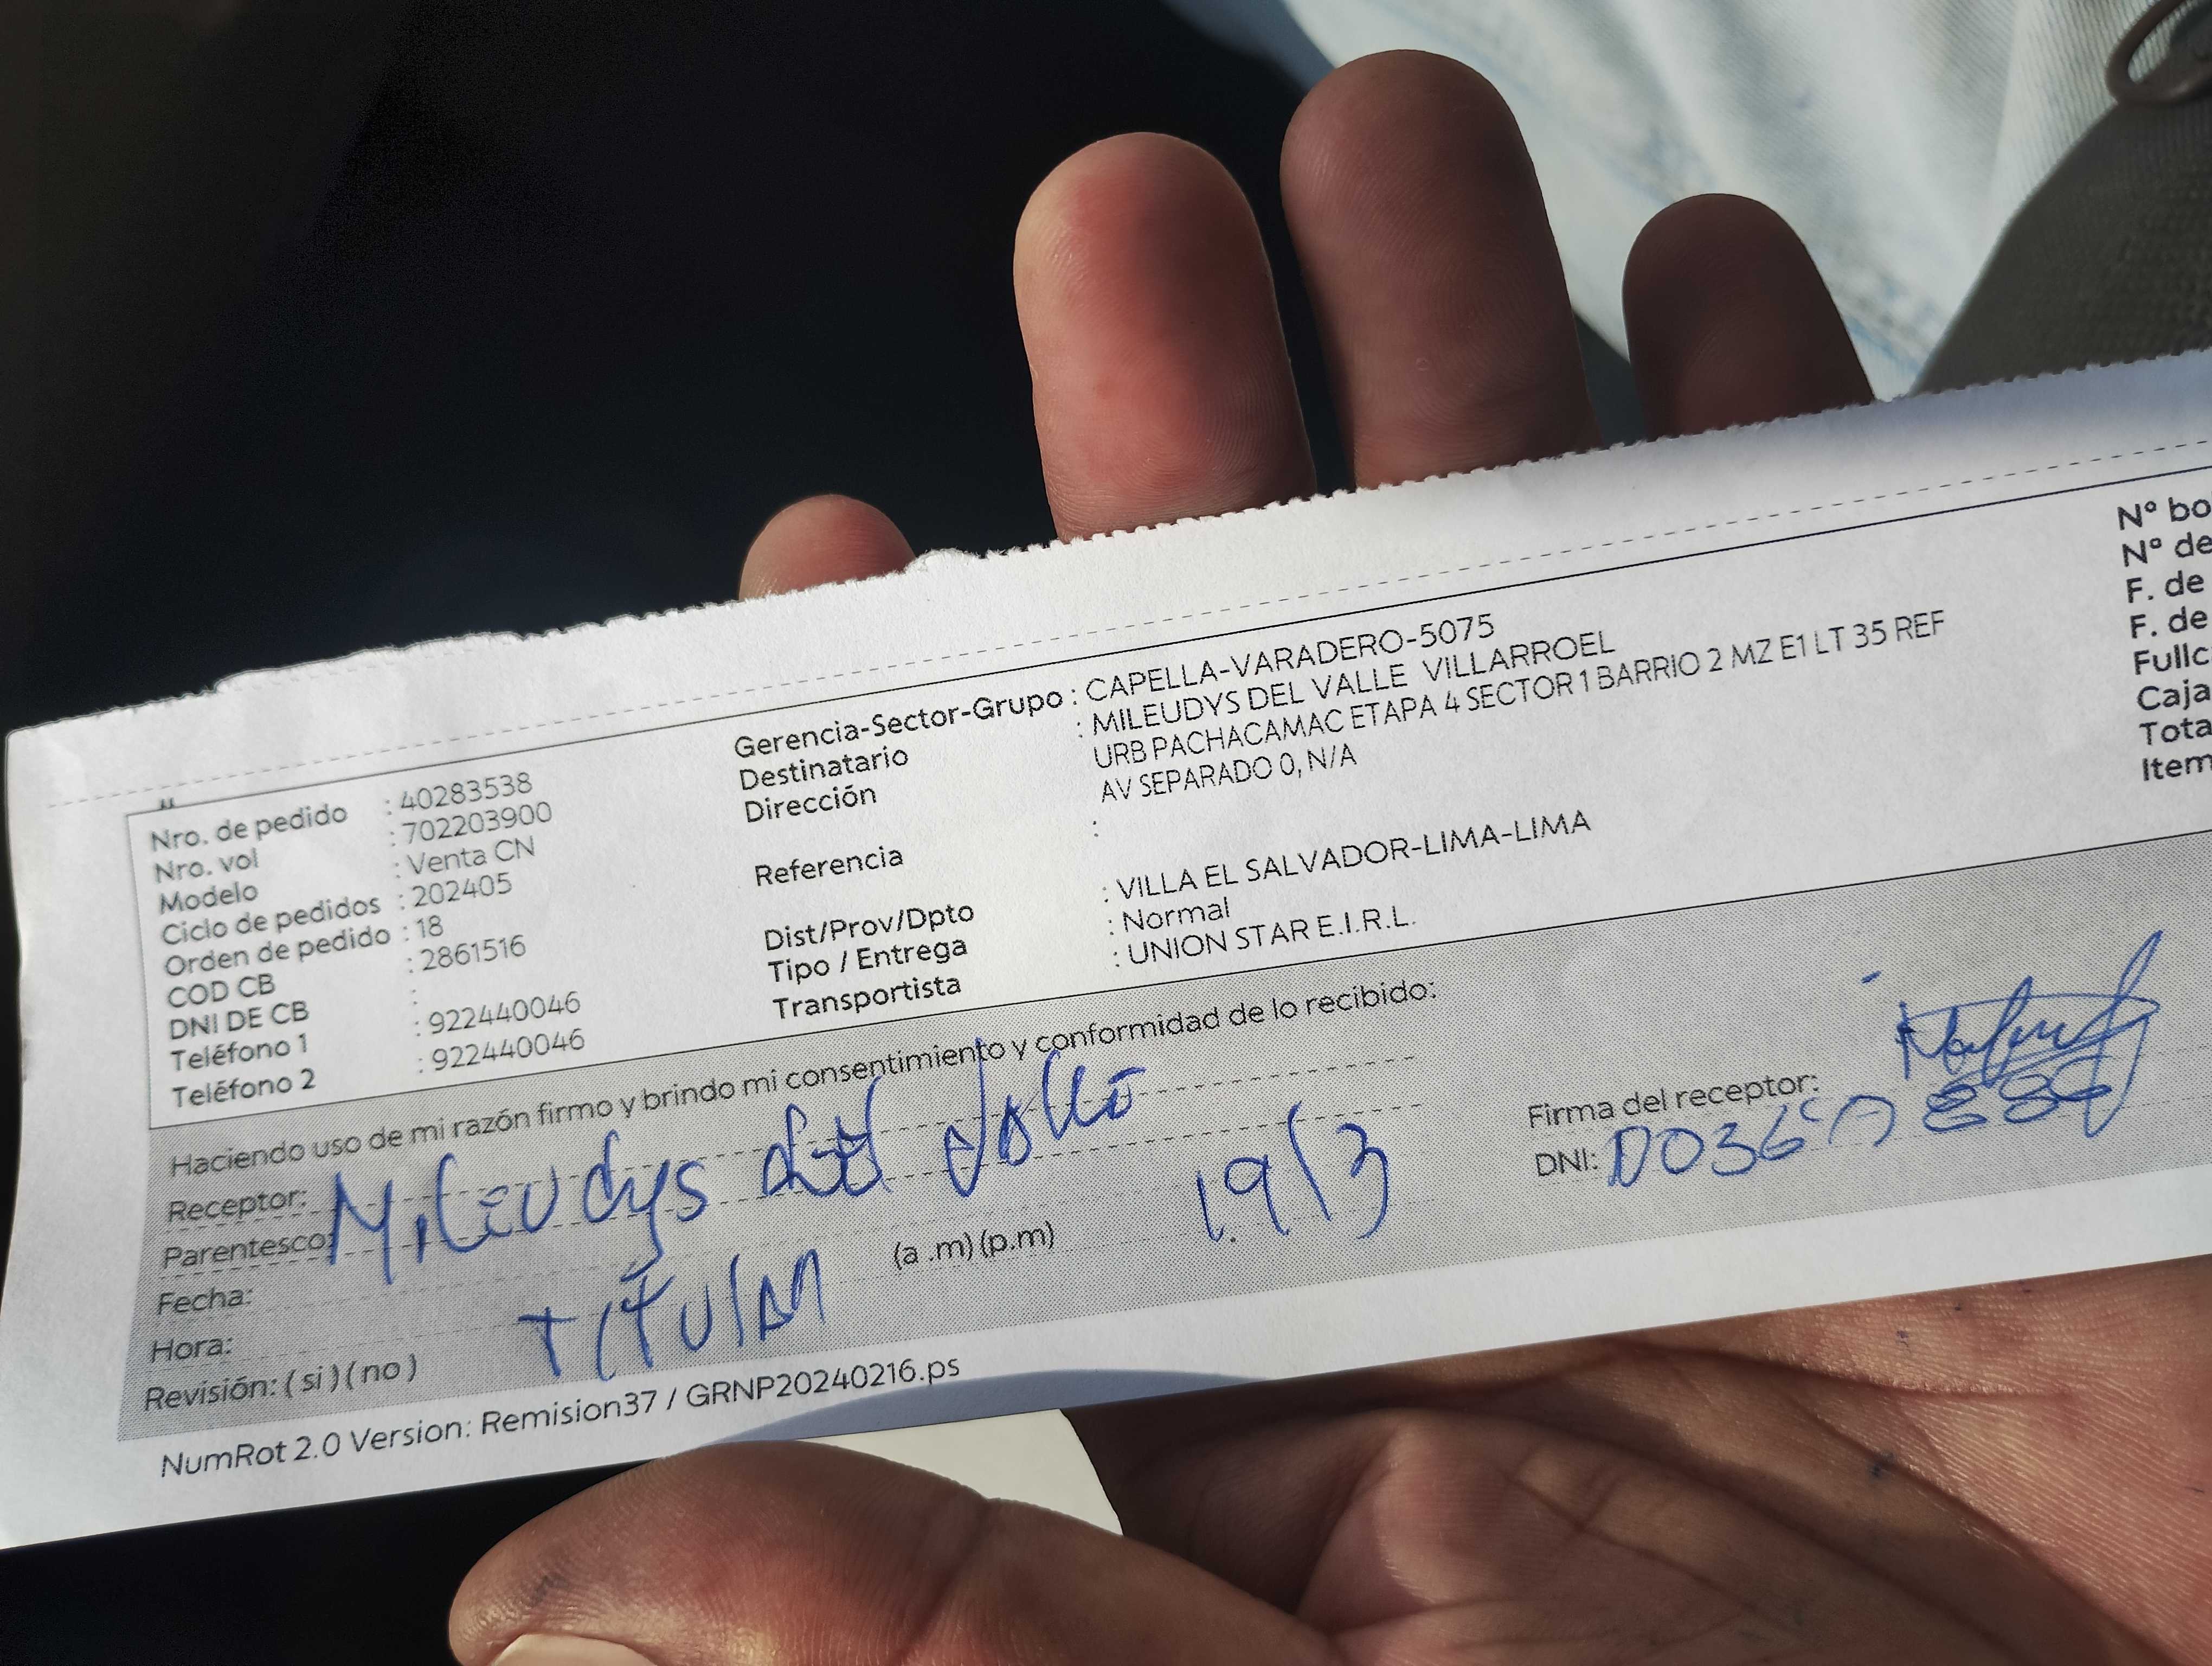 Nro. de pedido : 40283538
Nro. vol : 702203900
Modelo : Venta CN
Ciclo de pedidos : 202405
Orden de pedido : 18
COD CB : 2861516
DNI DE CB :
Teléfono 1 : 922440046
Teléfono 2 : 922440046
Gerencia-Sector-Grupo : CAPELLA-VARADERO-5075
Destinatario : MILEUDYS DEL VALLE VILLARROEL
Dirección URB PACHACAMAC ETAPA 4 SECTOR 1 BARRIO 2 MZ E1 LT 35 REF
AV SEPARADO 0, N/A
Referencia :
Dist/Prov/Dpto : VILLA EL SALVADOR-LIMA-LIMA
Tipo / Entrega : Normal
Transportista : UNION STAR E.I.R.L.
N° bo
N° de
F. de
F. de
Fullc
Caja
Tota
Item
Haciendo uso de mi razón firmo y brindo mi consentimiento y conformidad de lo recibido:
Receptor: Mileudys del
Parentesco:
Fecha:
Hora: (a .m) (p.m) 19/3
Revisión: ( si ) ( no ) TITULAR
Firma del receptor:
DNI:
NumRot 2.0 Version: Remision37 / GRNP20240216.ps